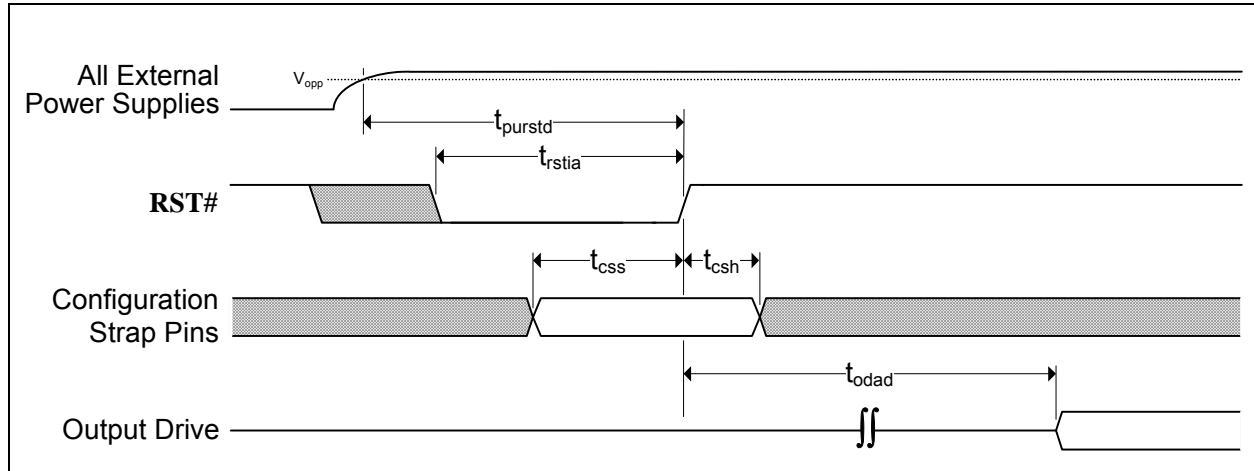 All External
Power Supplies
Vopp
tpurstd
trstia
RST#
tcss
tcsh
Configuration
Strap Pins
todad
Output Drive